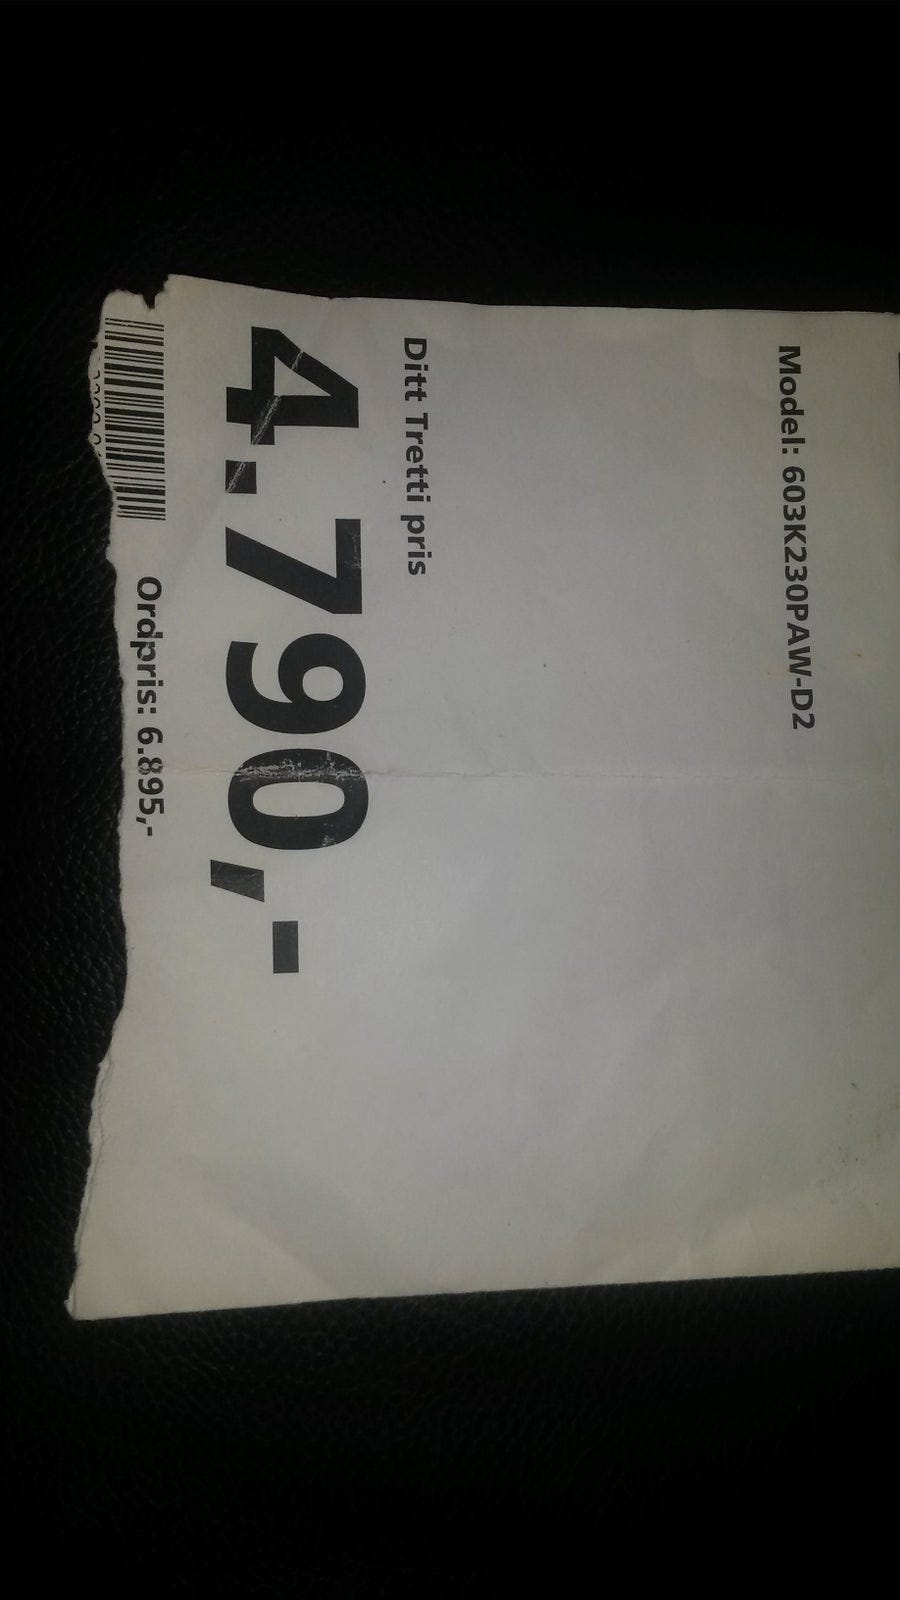 Model: 603K230PAW-D2
Ditt Tretti pris
4.790,-
Ordpris: 6.895,-